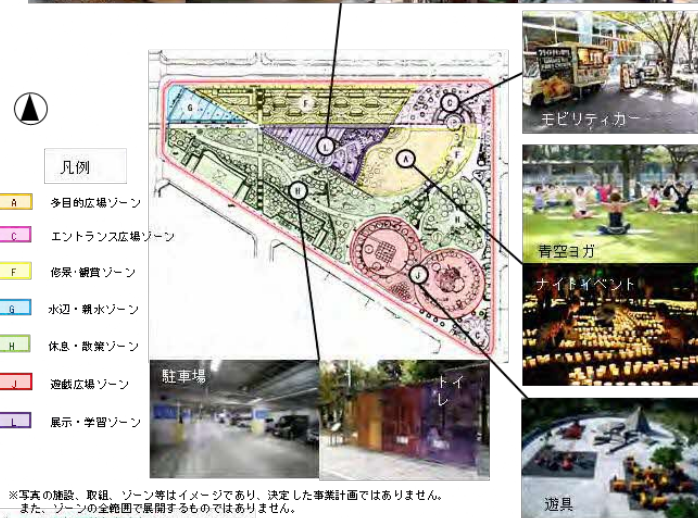 モビリティカー
G
F
C
L
A
F
H
H
J
凡例
A 多目的広場ゾーン
C エントランス広場ゾーン
F 修景・観賞ゾーン
G 水辺・親水ゾーン
H 休息・散策ゾーン
J 遊戯広場ゾーン
L 展示・学習ゾーン
青空ヨガ
ナイトイベント
駐車場
トイ
レ
遊具
※写真の施設、取組、ゾーン等はイメージであり、決定した事業計画ではありません。
また、ゾーンの全範囲で展開するものではありません。